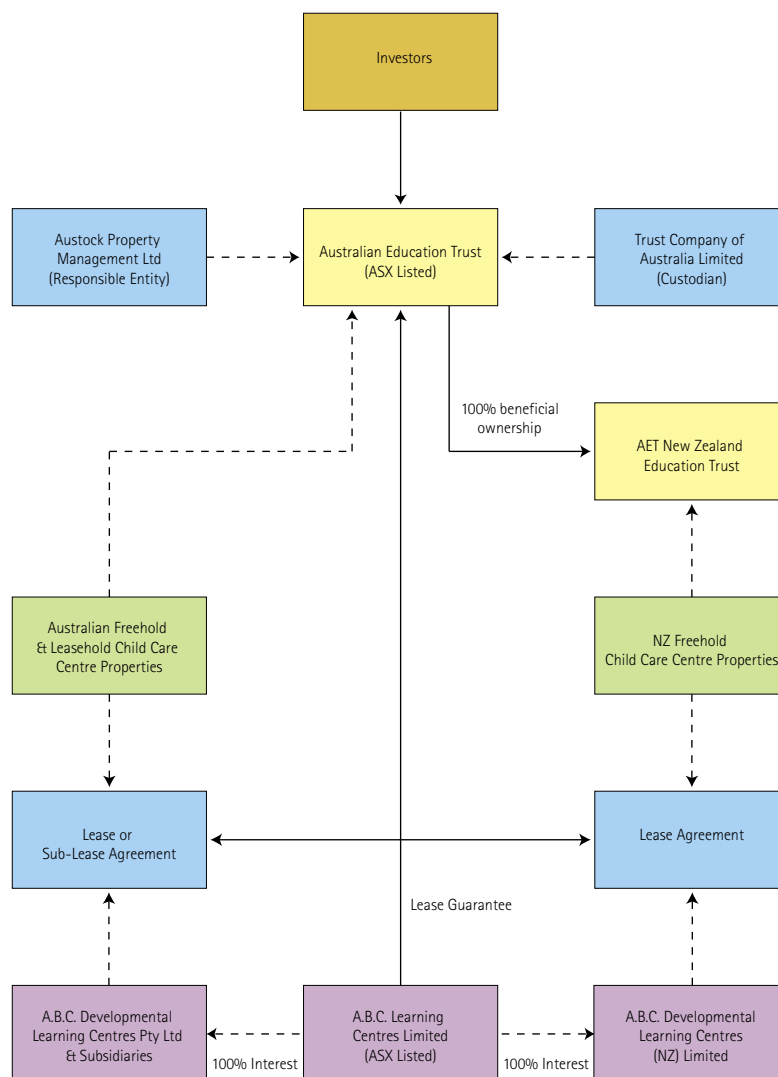 Investors
Austock Property
Management Ltd
(Responsible Entity)
Australian Education Trust
(ASX Listed)
Trust Company of
Australia Limited
(Custodian)
100% beneficial
ownership
AET New Zealand
Education Trust
Australian Freehold
& Leasehold Child Care
Centre Properties
NZ Freehold
Child Care Centre Properties
Lease or
Sub-Lease Agreement
Lease Agreement
Lease Guarantee
A.B.C. Developmental
Learning Centres Pty Ltd
& Subsidiaries
100% Interest
A.B.C. Learning
Centres Limited
(ASX Listed)
100% Interest
A.B.C. Developmental
Learning Centres
(NZ) Limited